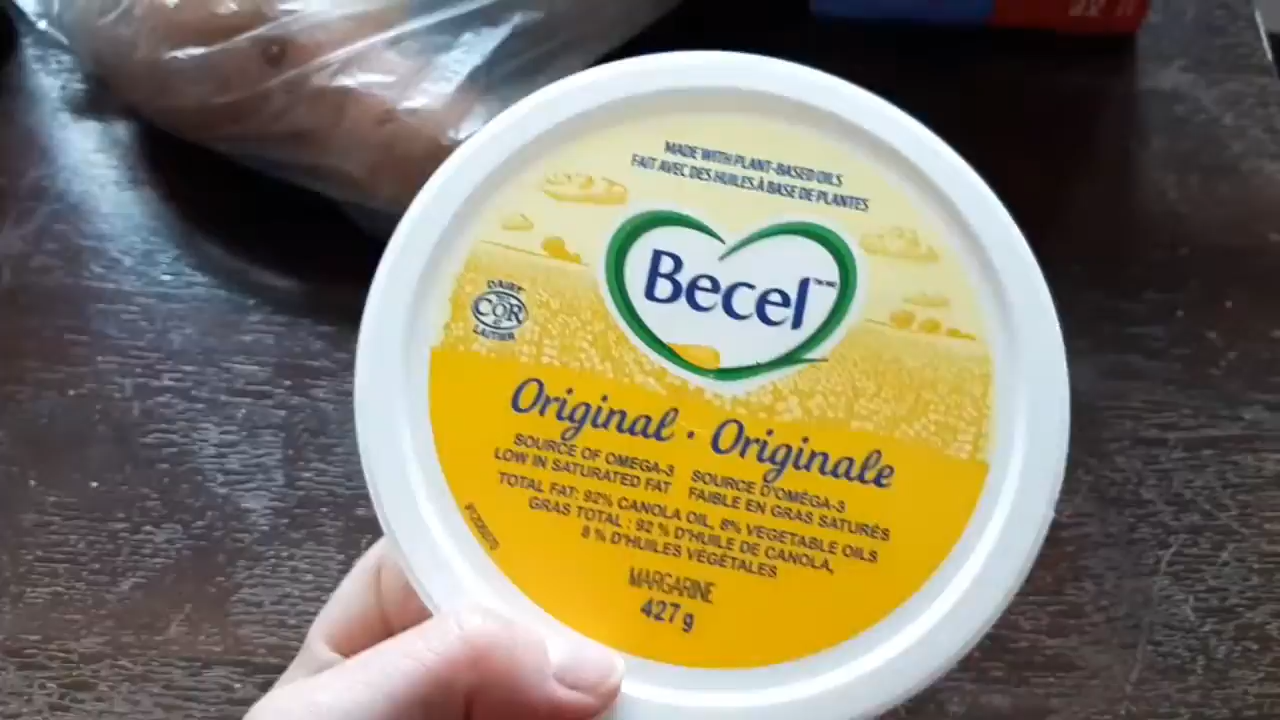 MADE WITH PLANT-BASED OILS
FAIT AVEC DES HUILES À BASE DE PLANTES
Becel
DAIRY
COR
LAITIER
Original · Originale
SOURCE OF OMEGA-3
LOW IN SATURATED FAT
SOURCE D'OMÉGA-3
FAIBLE EN GRAS SATURÉS
TOTAL FAT: 92% CANOLA OIL, 8% VEGETABLE OILS
GRAS TOTAL : 92 % D'HUILE DE CANOLA,
8 % D'HUILES VÉGÉTALES
MARGARINE
427 g